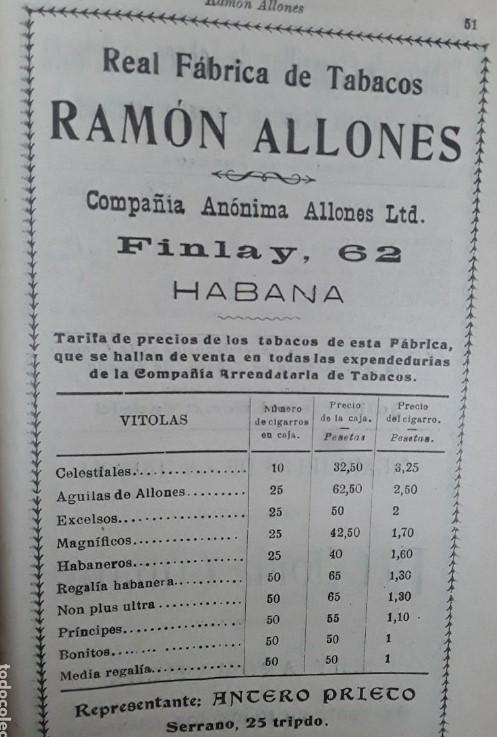 Ramón Allones
51
Real Fábrica de Tabacos
RAMÓN ALLONES
Compañia Anónima Allones Ltd.
Finlay, 62
HABANA
Tarifa de precios de los tabacos de esta Fábrica,
que se hallan de venta en todas las expendedurias
de la Compañia Arrendataria de Tabacos.
VITOLAS | Número de cigarros en caja. | Precio de la caja. — Pesetas | Precio del cigarro. — Pesetas.
Celestiales 10 32,50 3,25
Aguilas de Allones 25 62,50 2,50
Excelsos 25 50 2
Magníficos 25 42,50 1,70
Habaneros 25 40 1,60
Regalía habanera 50 65 1,30
Non plus ultra 50 65 1,30
Príncipes 50 55 1,10
Bonitos 50 50 1
Media regalía 50 50 1
Representante: ANTERO PRIETO
Serrano, 25 tripdo.
todocolec